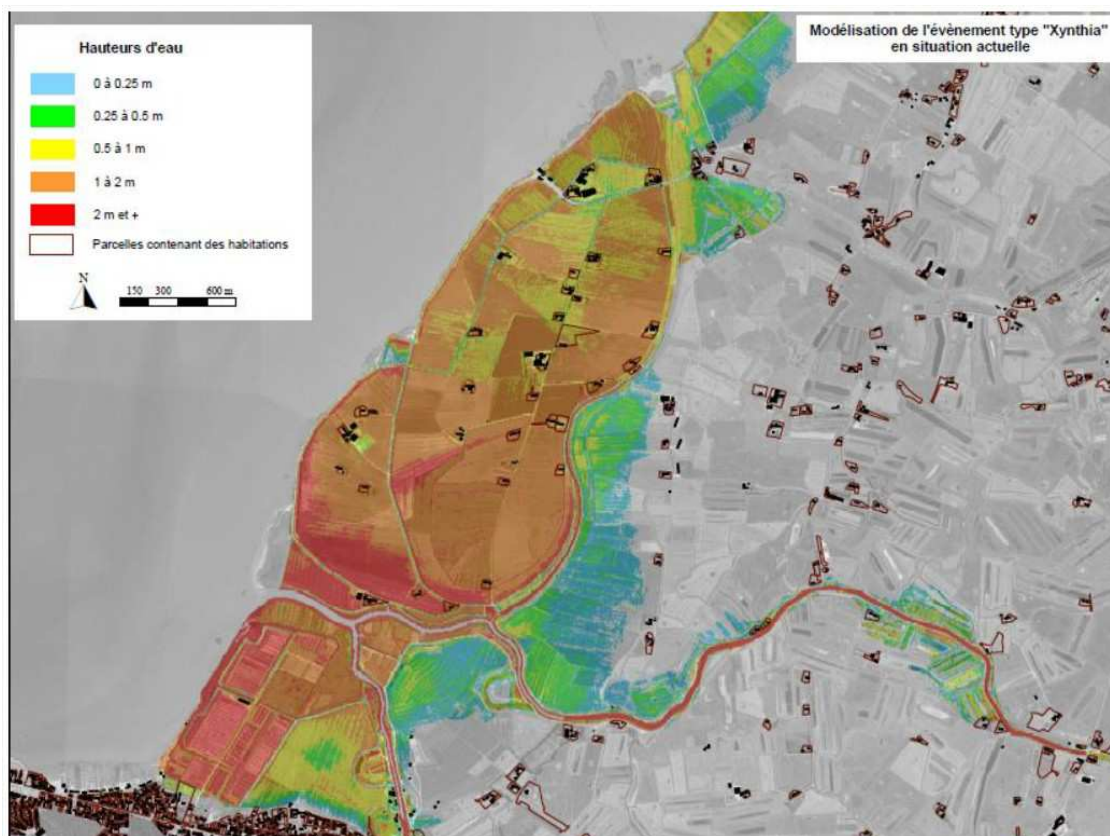 Hauteurs d'eau
0 à 0.25 m
0.25 à 0.5 m
0.5 à 1 m
1 à 2 m
2 m et +
Parcelles contenant des habitations
N
150 300 600 m
Modélisation de l'évènement type "Xynthia"
en situation actuelle